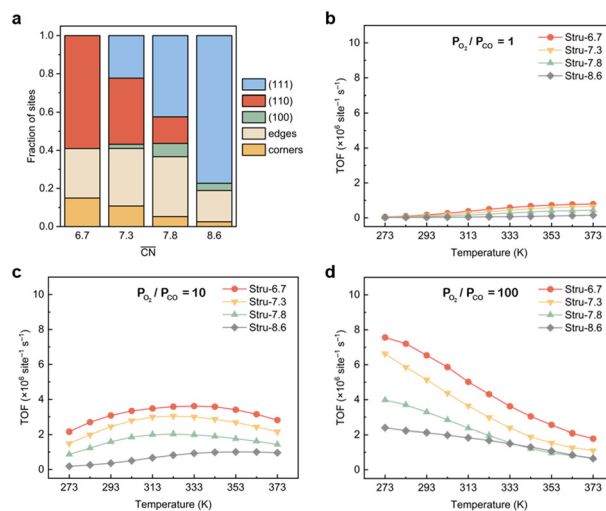 a
Fraction of sites
1.0
0.8
0.6
0.4
0.2
0.0
6.7 7.3 7.8 8.6
CN
(111)
(110)
(100)
edges
corners
b
P_O₂ / P_CO = 1
Stru-6.7
Stru-7.3
Stru-7.8
Stru-8.6
TOF (×10⁶ site⁻¹ s⁻¹)
10
8
6
4
2
0
273 293 313 333 353 373
Temperature (K)
c
P_O₂ / P_CO = 10
Stru-6.7
Stru-7.3
Stru-7.8
Stru-8.6
TOF (×10⁶ site⁻¹ s⁻¹)
10
8
6
4
2
0
273 293 313 333 353 373
Temperature (K)
d
P_O₂ / P_CO = 100
Stru-6.7
Stru-7.3
Stru-7.8
Stru-8.6
TOF (×10⁶ site⁻¹ s⁻¹)
10
8
6
4
2
0
273 293 313 333 353 373
Temperature (K)